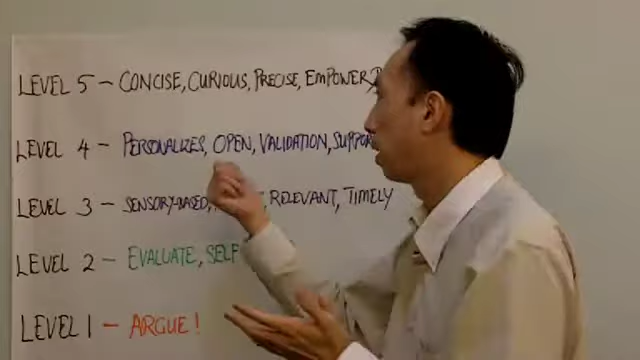 LEVEL 5 - CONCISE, CURIOUS, PRECISE, EMPOWER
LEVEL 4 - PERSONALIZES, OPEN, VALIDATION, SUPPOR
LEVEL 3 - SENSORY-BASED, RELEVANT, TIMELY
LEVEL 2 - EVALUATE, SELF
LEVEL 1 - ARGUE!